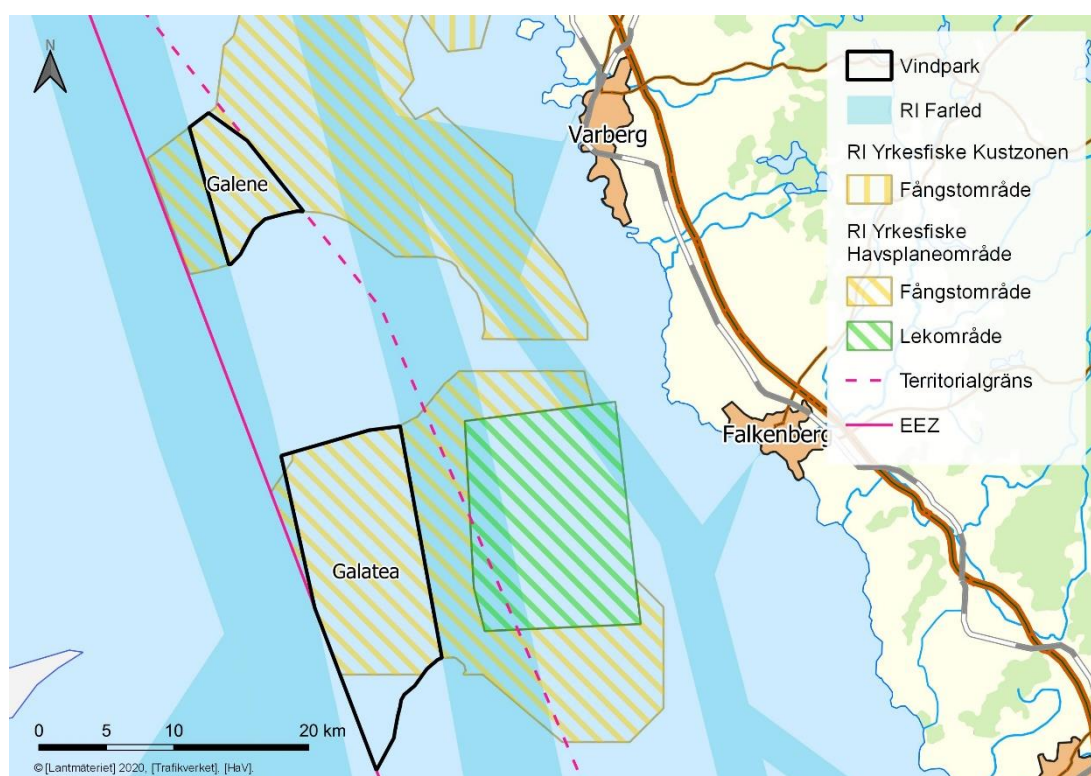 N
Varberg
Galene
Falkenberg
Galatea
Vindpark
RI Farled
RI Yrkesfiske Kustzonen
Fångstområde
RI Yrkesfiske
Havsplaneområde
Fångstområde
Lekområde
Territorialgräns
EEZ
0 5 10 20 km
© [Lantmäteriet] 2020, [Trafikverket], [HaV].